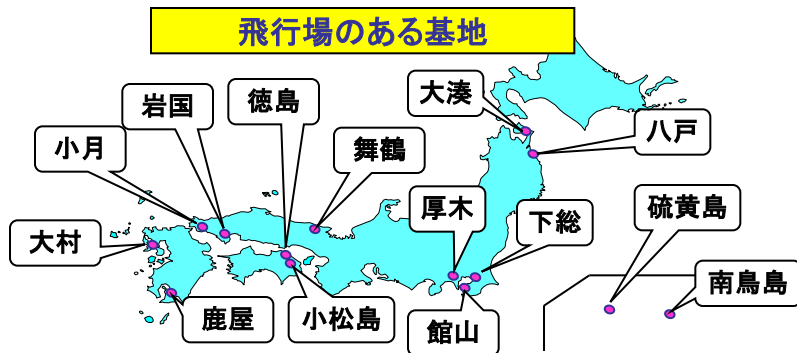 飛行場のある基地
大湊
八戸
岩国
徳島
小月
舞鶴
大村
厚木
下総
硫黄島
南鳥島
鹿屋
小松島
館山